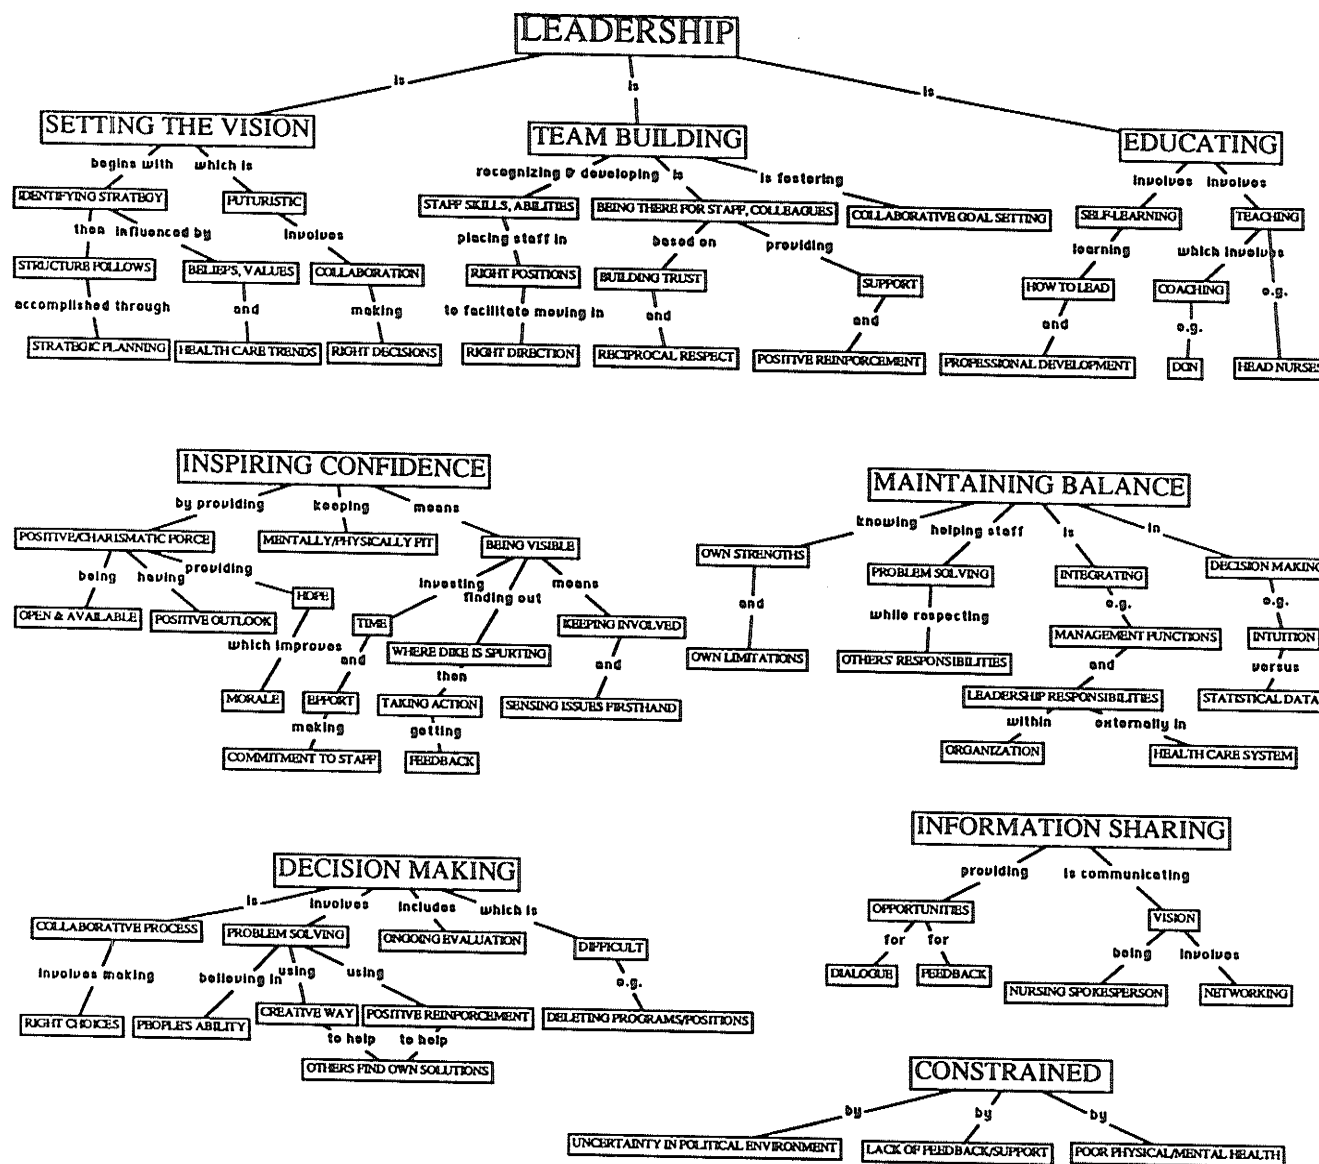 LEADERSHIP
is is is
SETTING THE VISION TEAM BUILDING EDUCATING
begins with which is recognizing & developing is is fostering involves involves
IDENTIFYING STRATEGY FUTURISTIC STAFF SKILLS, ABILITIES BEING THERE FOR STAFF, COLLEAGUES COLLABORATIVE GOAL SETTING SELF-LEARNING TEACHING
then influenced by involves placing staff in based on providing learning which involves
STRUCTURE FOLLOWS BELIEFS, VALUES COLLABORATION RIGHT POSITIONS BUILDING TRUST SUPPORT HOW TO LEAD COACHING e.g.
accomplished through and making to facilitate moving in and and and e.g.
STRATEGIC PLANNING HEALTH CARE TRENDS RIGHT DECISIONS RIGHT DIRECTION RECIPROCAL RESPECT POSITIVE REINFORCEMENT PROFESSIONAL DEVELOPMENT DON HEAD NURSES
INSPIRING CONFIDENCE
by providing keeping means
POSITIVE/CHARISMATIC FORCE MENTALLY/PHYSICALLY FIT BEING VISIBLE
being having providing investing finding out means
OPEN & AVAILABLE POSITIVE OUTLOOK HOPE TIME KEEPING INVOLVED
which improves and WHERE DIKE IS SPURTING and
then
MORALE EFFORT TAKING ACTION SENSING ISSUES FIRSTHAND
making getting
COMMITMENT TO STAFF FEEDBACK
MAINTAINING BALANCE
knowing helping staff is in
OWN STRENGTHS PROBLEM SOLVING INTEGRATING DECISION MAKING
and while respecting e.g. e.g.
OWN LIMITATIONS OTHERS' RESPONSIBILITIES MANAGEMENT FUNCTIONS INTUITION
and versus
LEADERSHIP RESPONSIBILITIES STATISTICAL DATA
within externally in
ORGANIZATION HEALTH CARE SYSTEM
DECISION MAKING
is involves includes which is
COLLABORATIVE PROCESS PROBLEM SOLVING ONGOING EVALUATION DIFFICULT
involves making believing in using using e.g.
RIGHT CHOICES PEOPLE'S ABILITY CREATIVE WAY POSITIVE REINFORCEMENT DELETING PROGRAMS/POSITIONS
to help to help
OTHERS FIND OWN SOLUTIONS
INFORMATION SHARING
providing is communicating
OPPORTUNITIES VISION
for for being involves
DIALOGUE FEEDBACK NURSING SPOKESPERSON NETWORKING
CONSTRAINED
by by by
UNCERTAINTY IN POLITICAL ENVIRONMENT LACK OF FEEDBACK/SUPPORT POOR PHYSICAL/MENTAL HEALTH